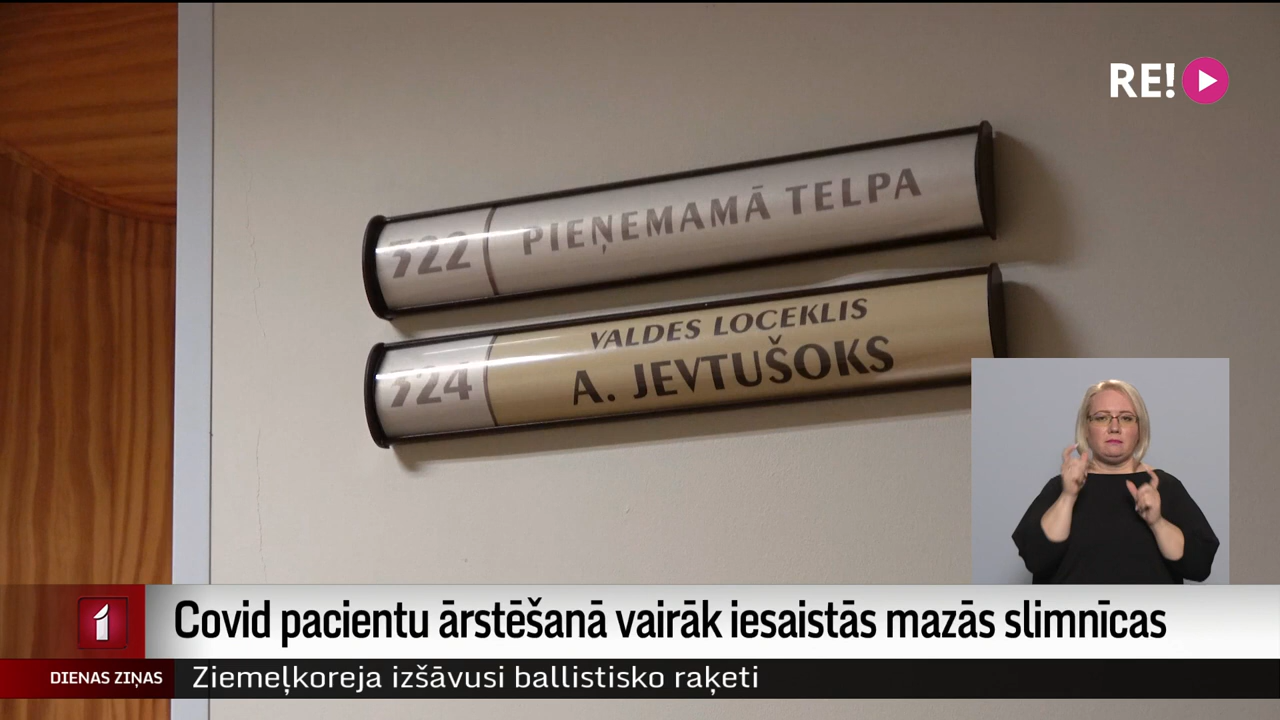 RE!
322 PIEŅEMAMĀ TELPA
VALDES LOCEKLIS
324 A. JEVTUŠOKS
1 Covid pacientu ārstēšanā vairāk iesaistās mazās slimnīcas
DIENAS ZIŅAS Ziemeļkoreja izšāvusi ballistisko raķeti